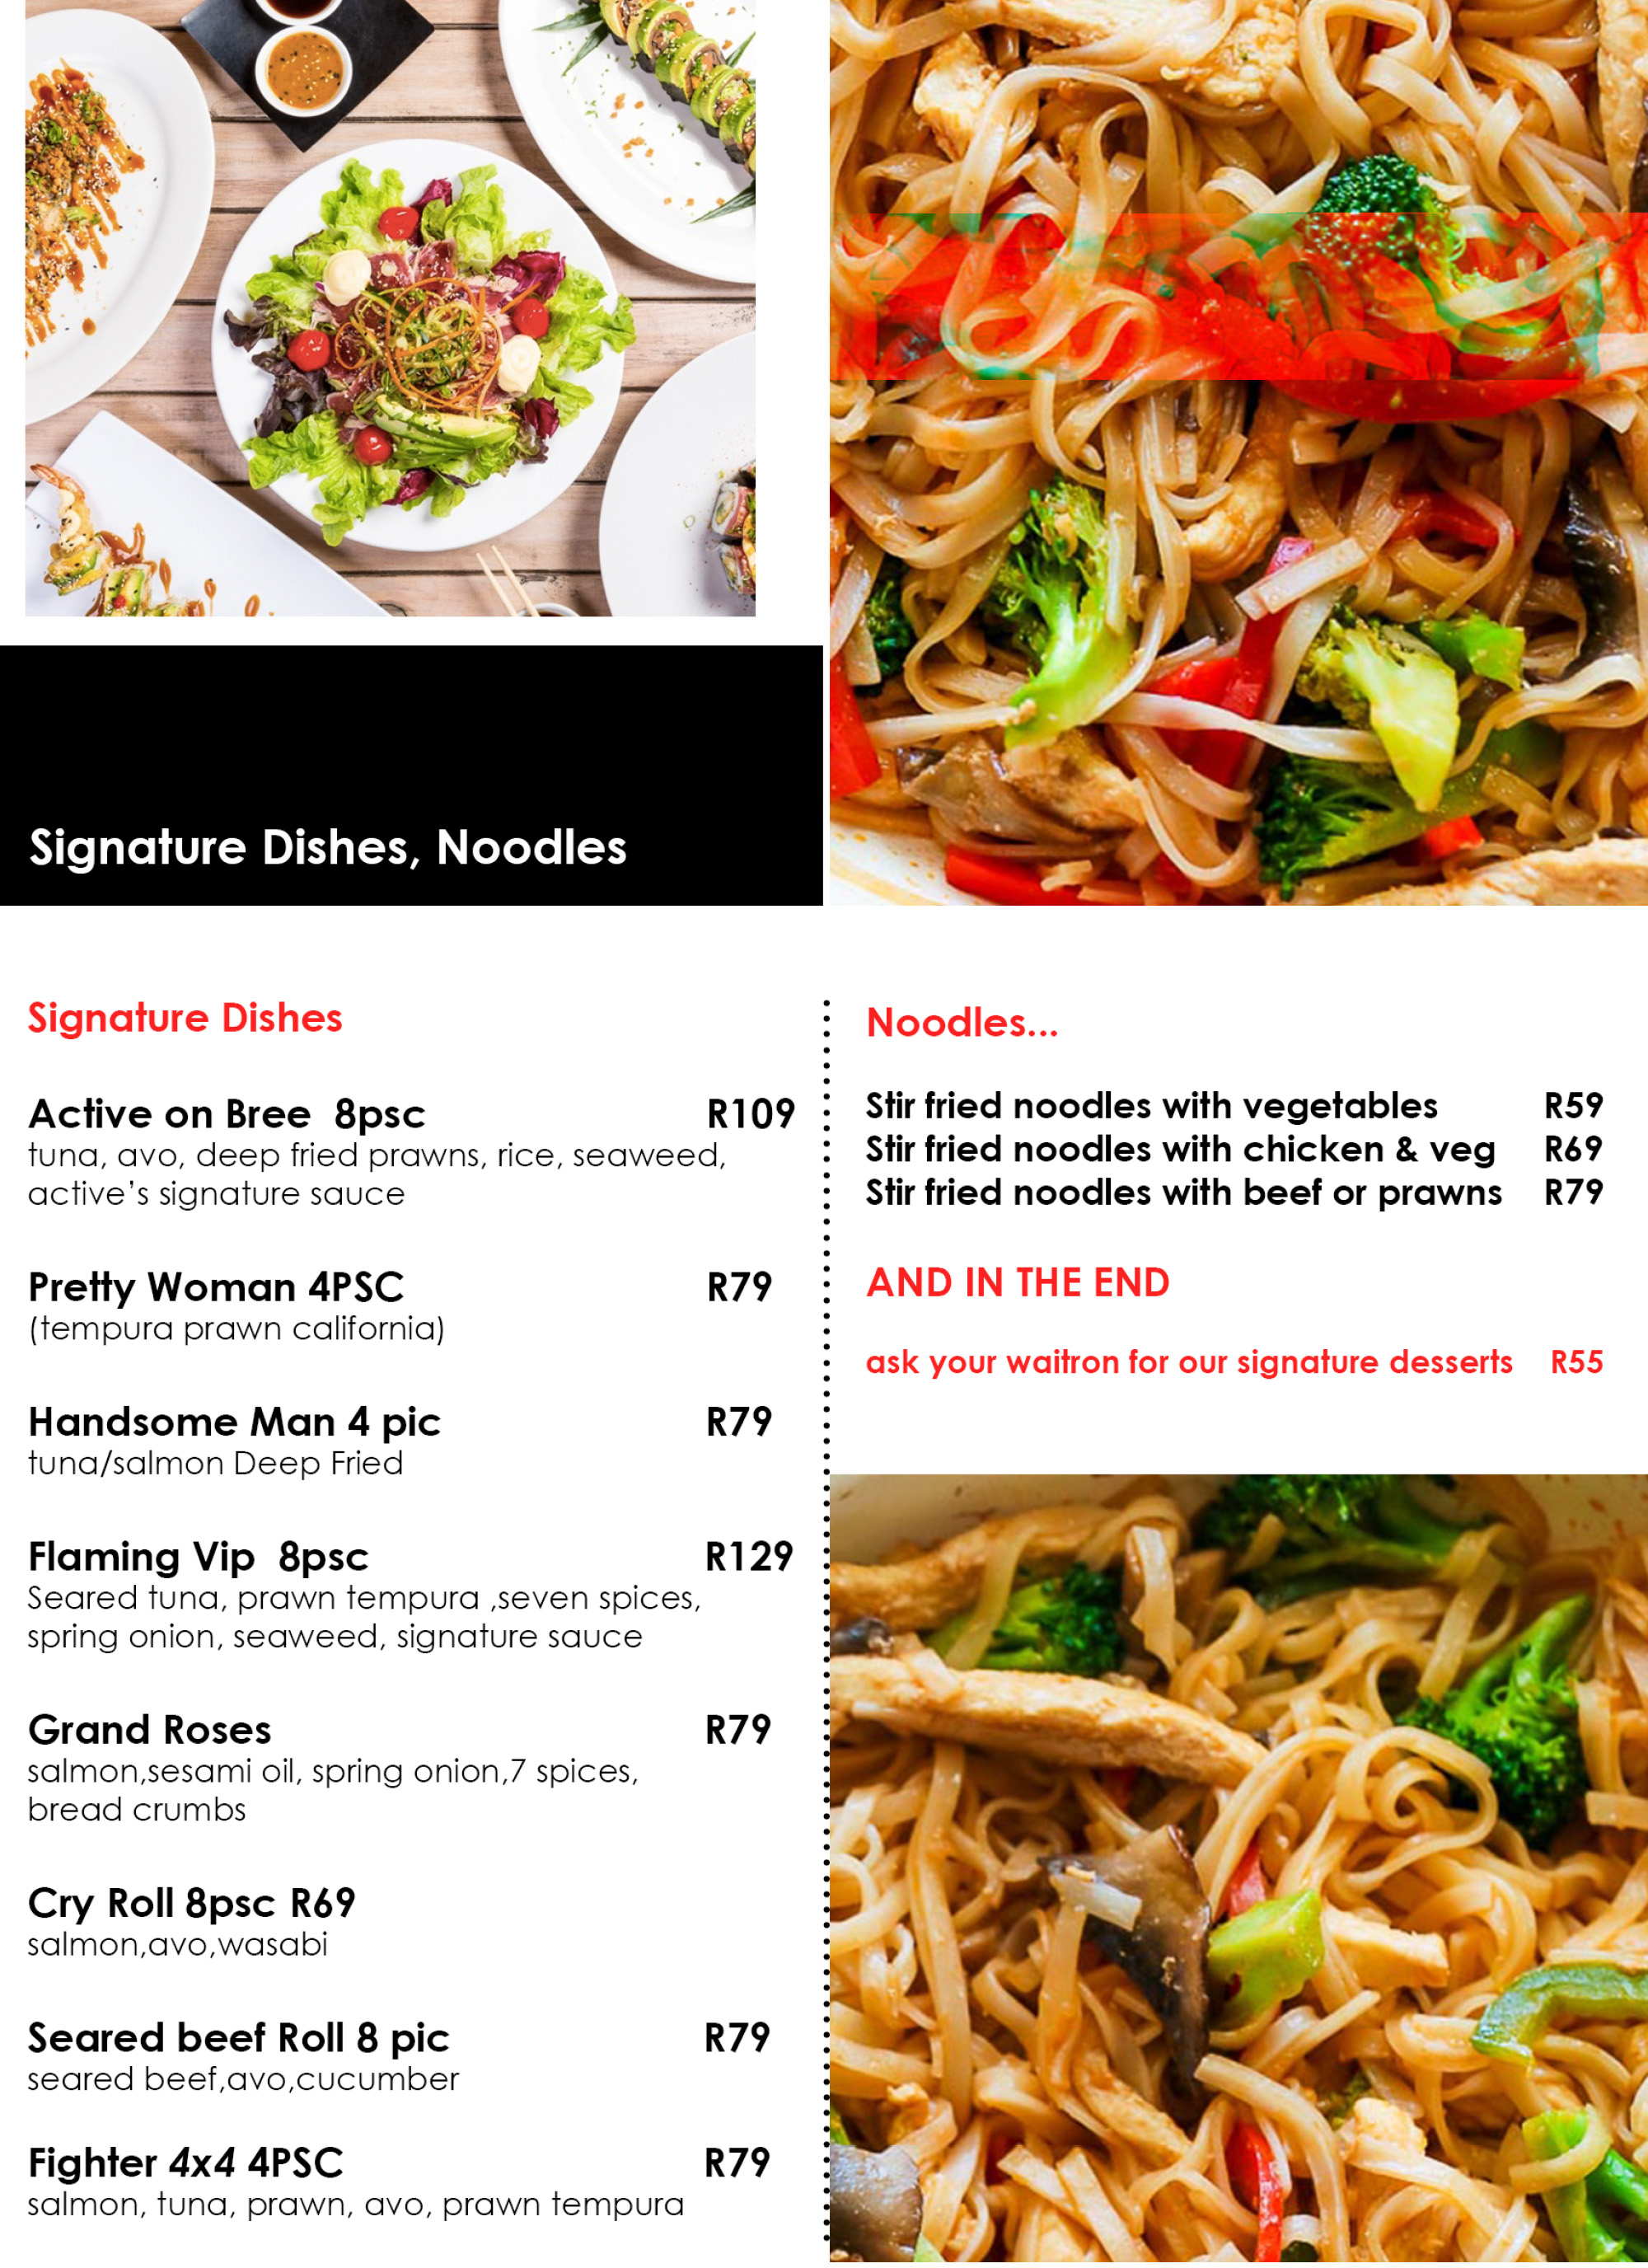 Signature Dishes, Noodles
Signature Dishes
Active on Bree  8psc R109
tuna, avo, deep fried prawns, rice, seaweed,
active’s signature sauce
Pretty Woman 4PSC R79
(tempura prawn california)
Handsome Man 4 pic R79
tuna/salmon Deep Fried
Flaming Vip  8psc R129
Seared tuna, prawn tempura ,seven spices,
spring onion, seaweed, signature sauce
Grand Roses R79
salmon,sesami oil, spring onion,7 spices,
bread crumbs
Cry Roll 8psc R69
salmon,avo,wasabi
Seared beef Roll 8 pic R79
seared beef,avo,cucumber
Fighter 4x4 4PSC R79
salmon, tuna, prawn, avo, prawn tempura
Noodles...
Stir fried noodles with vegetables R59
Stir fried noodles with chicken & veg R69
Stir fried noodles with beef or prawns R79
AND IN THE END
ask your waitron for our signature desserts R55